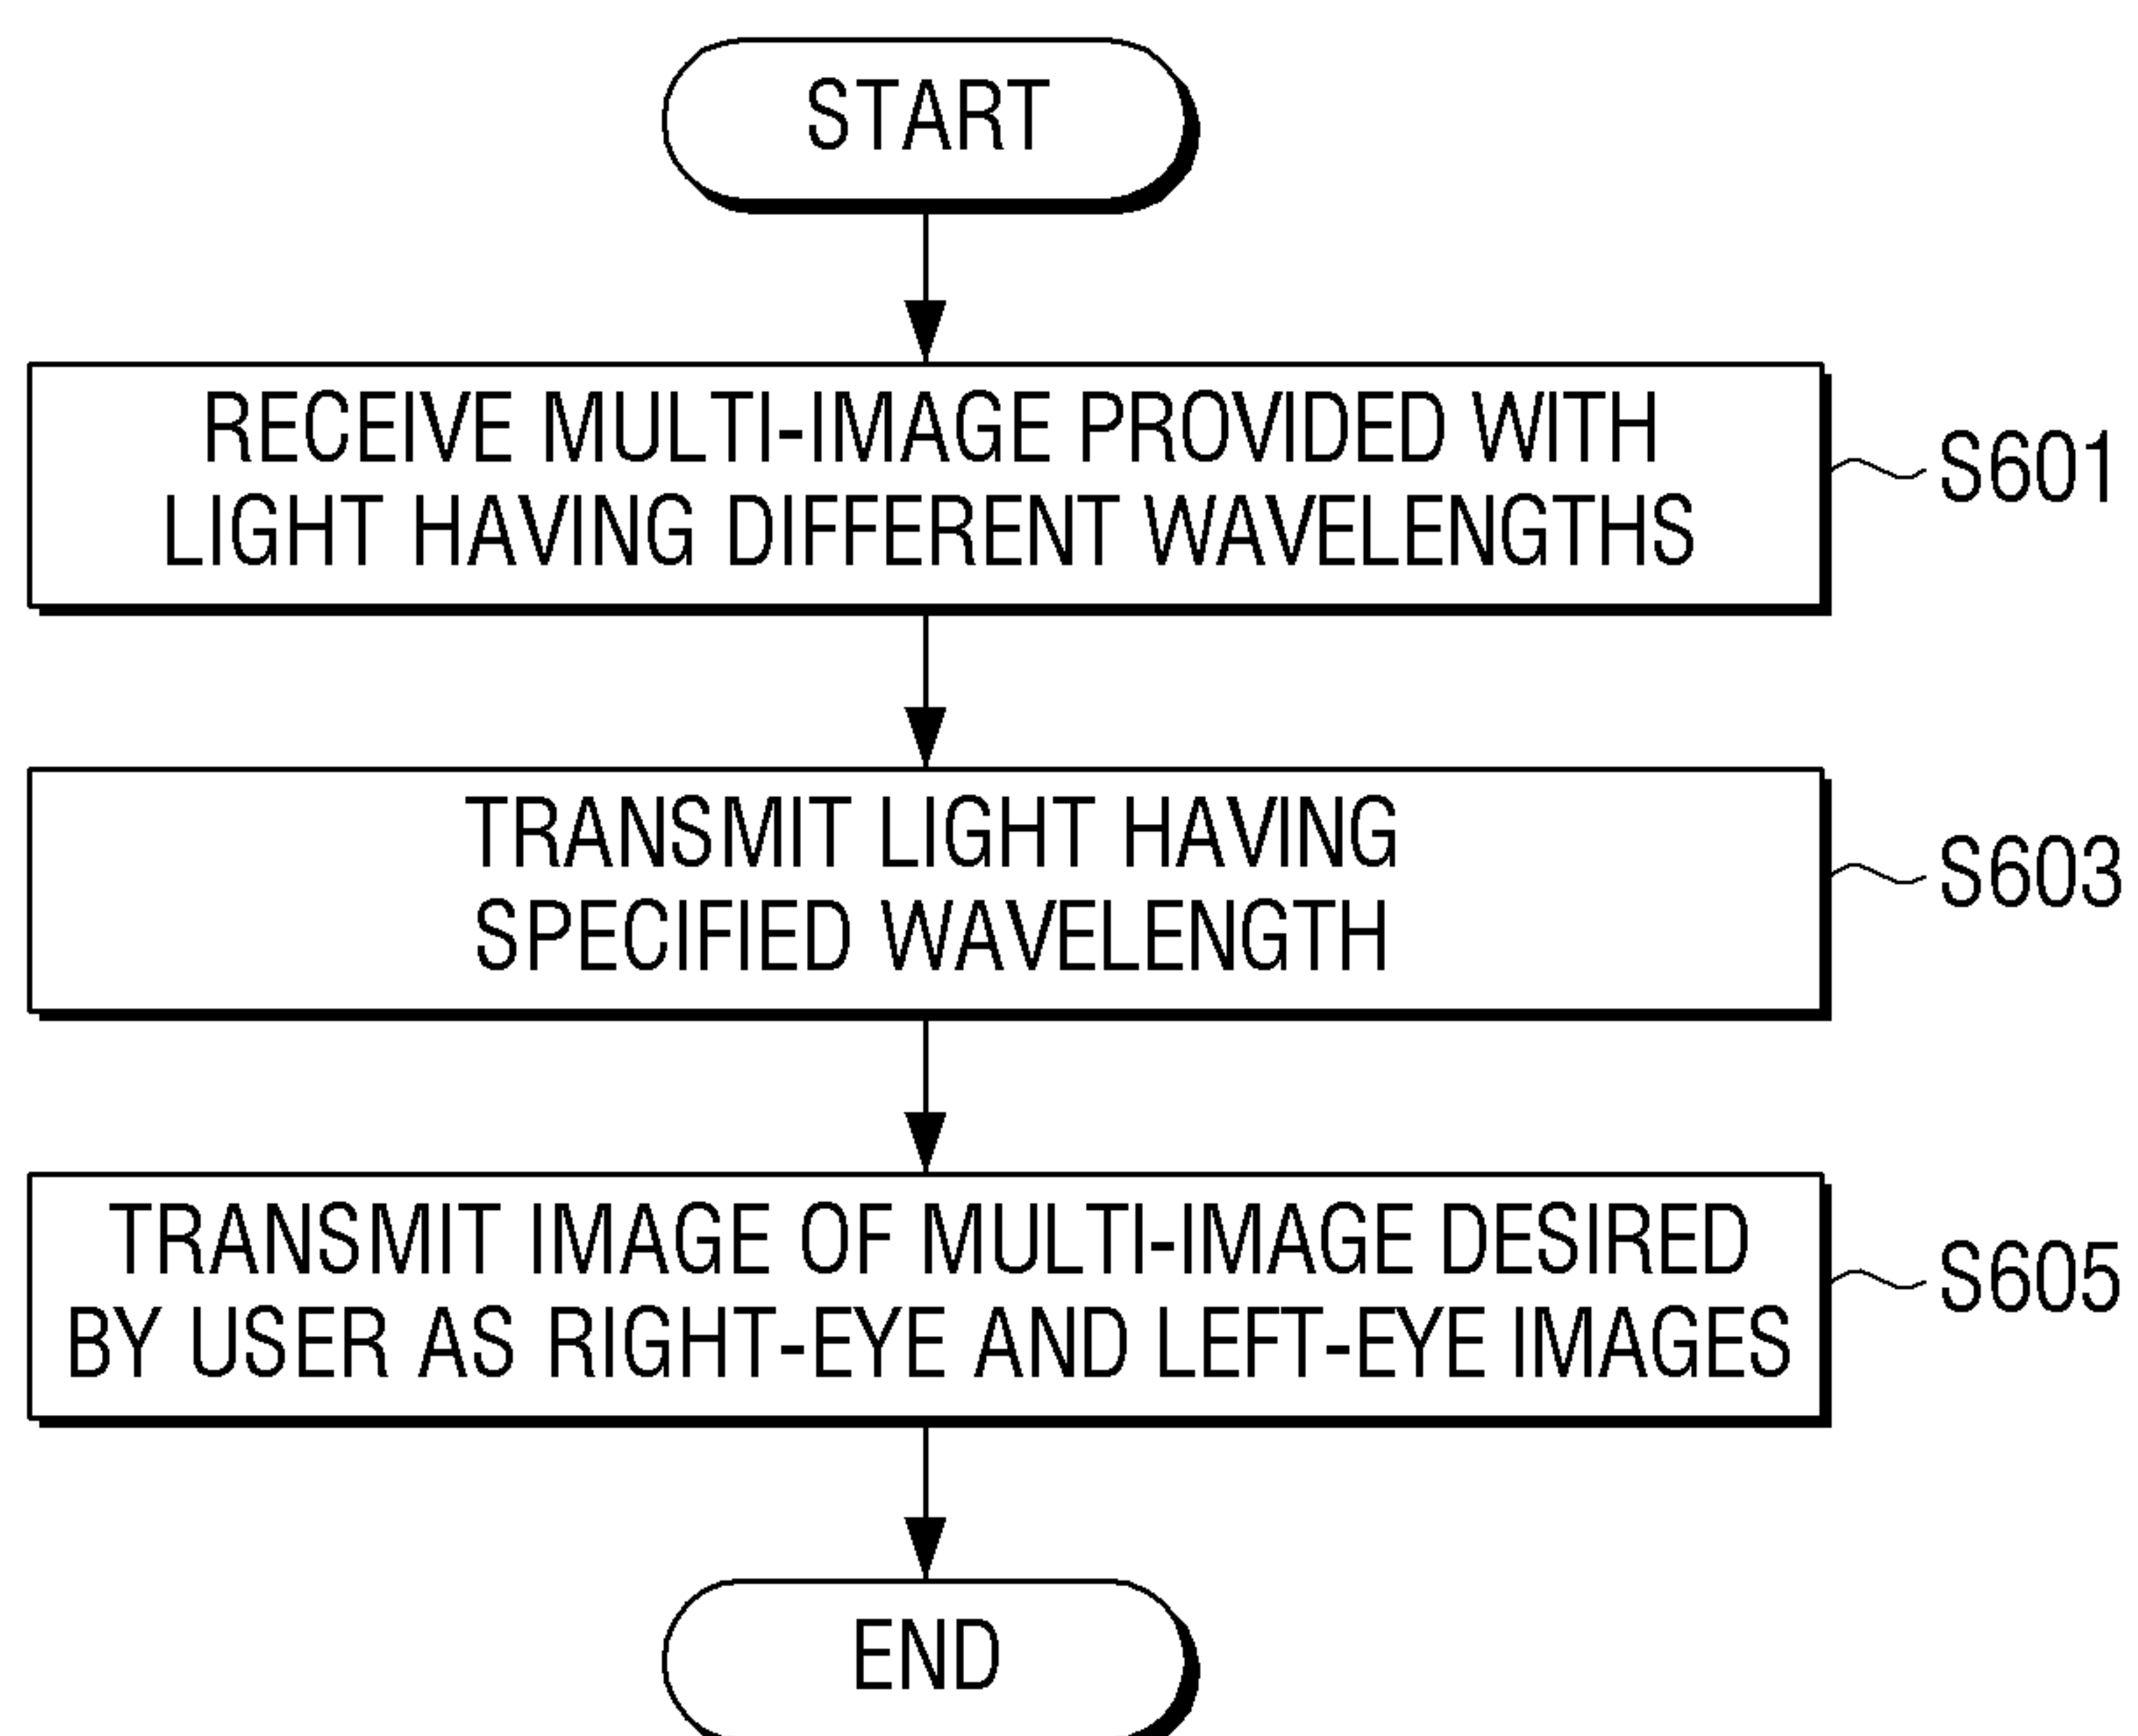 START
RECEIVE MULTI-IMAGE PROVIDED WITH
LIGHT HAVING DIFFERENT WAVELENGTHS
S601
TRANSMIT LIGHT HAVING
SPECIFIED WAVELENGTH
S603
TRANSMIT IMAGE OF MULTI-IMAGE DESIRED
BY USER AS RIGHT-EYE AND LEFT-EYE IMAGES
S605
END